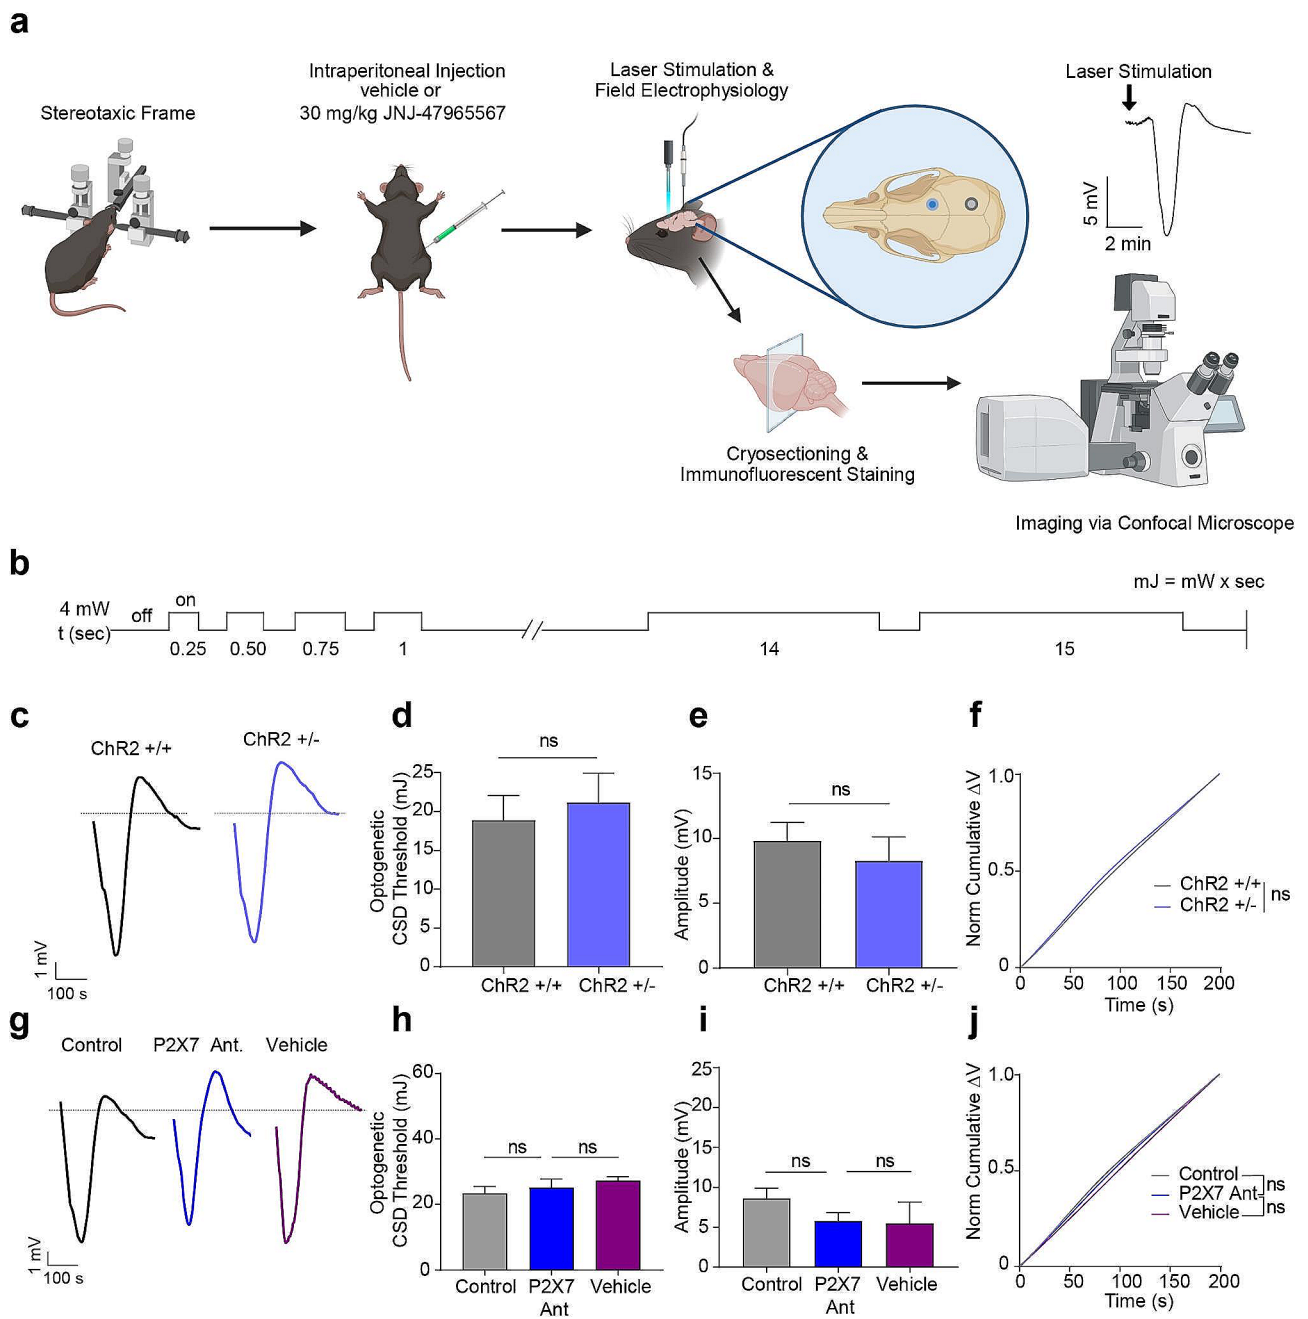 a
Stereotaxic Frame
Intraperitoneal Injection
vehicle or
30 mg/kg JNJ-47965567
Laser Stimulation &
Field Electrophysiology
Laser Stimulation
5 mV
2 min
Cryosectioning &
Immunofluorescent Staining
Imaging via Confocal Microscope
b
mJ = mW x sec
4 mW
t (sec)
off
on
0.25
0.50
0.75
1
14
15
c
ChR2 +/+
ChR2 +/-
1 mV
100 s
d
ns
Optogenetic
CSD Threshold (mJ)
25
20
15
10
5
0
ChR2 +/+
ChR2 +/-
e
ns
Amplitude (mV)
15
10
5
0
ChR2 +/+
ChR2 +/-
f
Norm Cumulative ΔV
1.0
0.5
0
ChR2 +/+
ChR2 +/-
ns
0 50 100 150 200
Time (s)
g
Control
P2X7 Ant.
Vehicle
1 mV
100 s
h
Optogenetic
CSD Threshold (mJ)
60
40
20
0
ns
ns
Control
P2X7
Ant
Vehicle
i
Amplitude (mV)
25
20
15
10
5
0
ns
ns
Control
P2X7
Ant
Vehicle
j
Norm Cumulative ΔV
1.0
0.5
0
Control
P2X7 Ant
Vehicle
ns
ns
0 50 100 150 200
Time (s)